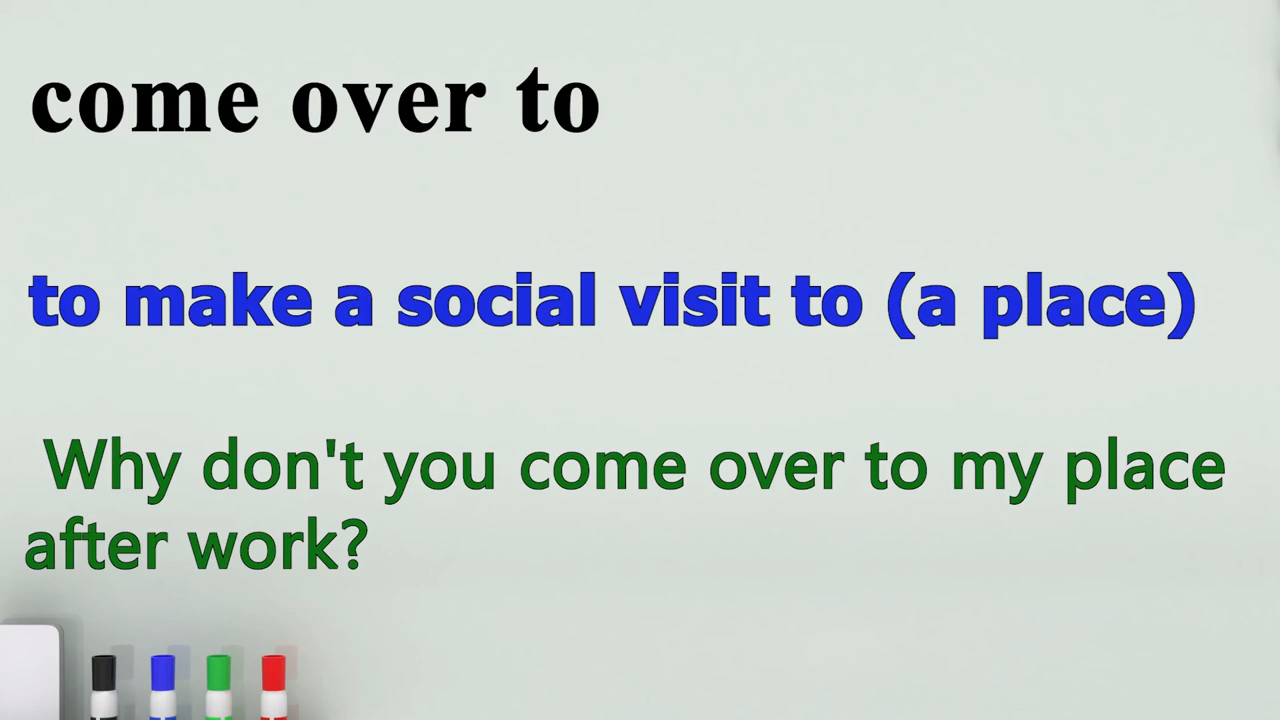 come over to
to make a social visit to (a place)
Why don't you come over to my place
after work?